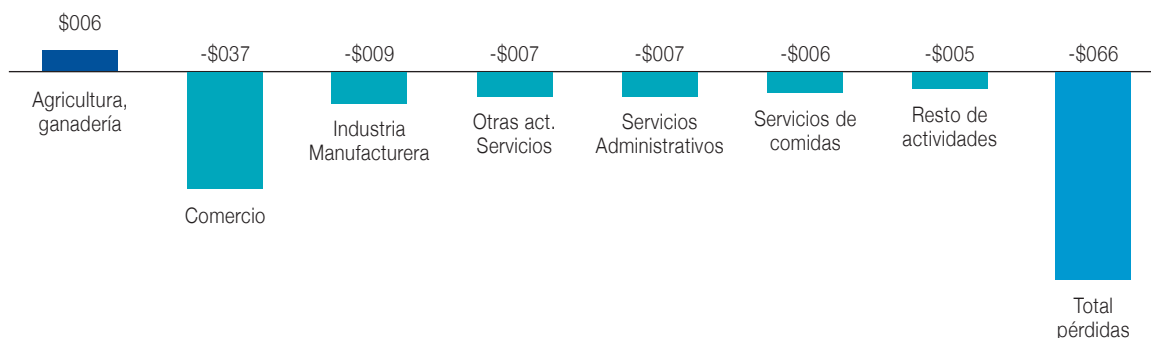 $006
-$037
-$009
-$007
-$007
-$006
-$005
-$066
Agricultura,
ganadería
Comercio
Industria
Manufacturera
Otras act.
Servicios
Servicios
Administrativos
Servicios de
comidas
Resto de
actividades
Total
pérdidas